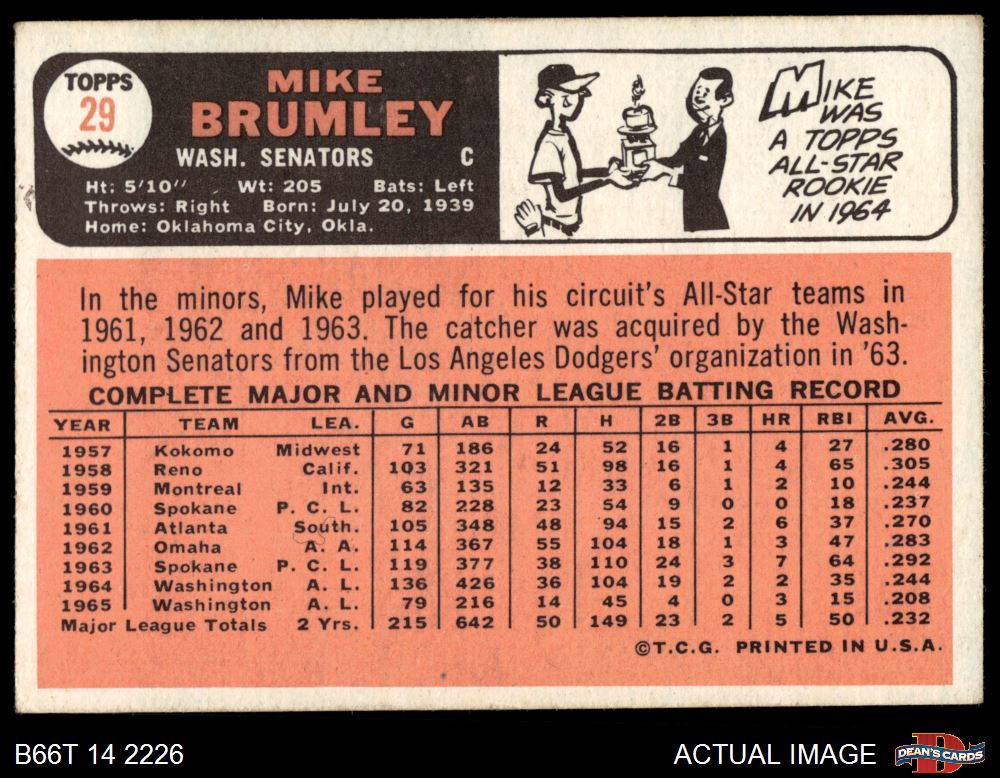 TOPPS
29
MIKE
BRUMLEY
WASH. SENATORS C
Ht: 5'10" Wt: 205 Bats: Left
Throws: Right Born: July 20, 1939
Home: Oklahoma City, Okla.
MIKE
WAS
A TOPPS
ALL-STAR
ROOKIE
IN 1964
In the minors, Mike played for his circuit's All-Star teams in
1961, 1962 and 1963. The catcher was acquired by the Wash-
ington Senators from the Los Angeles Dodgers' organization in '63.
COMPLETE MAJOR AND MINOR LEAGUE BATTING RECORD
YEAR TEAM LEA. G AB R H 2B 3B HR RBI AVG.
1957 Kokomo Midwest 71 186 24 52 16 1 4 27 .280
1958 Reno Calif. 103 321 51 98 16 1 4 65 .305
1959 Montreal Int. 63 135 12 33 6 1 2 10 .244
1960 Spokane P. C. L. 82 228 23 54 9 0 0 18 .237
1961 Atlanta South. 105 348 48 94 15 2 6 37 .270
1962 Omaha A. A. 114 367 55 104 18 1 3 47 .283
1963 Spokane P. C. L. 119 377 38 110 24 3 7 64 .292
1964 Washington A. L. 136 426 36 104 19 2 2 35 .244
1965 Washington A. L. 79 216 14 45 4 0 3 15 .208
Major League Totals 2 Yrs. 215 642 50 149 23 2 5 50 .232
©T.C.G. PRINTED IN U.S.A.
B66T 14 2226 ACTUAL IMAGE
DEAN'S CARDS